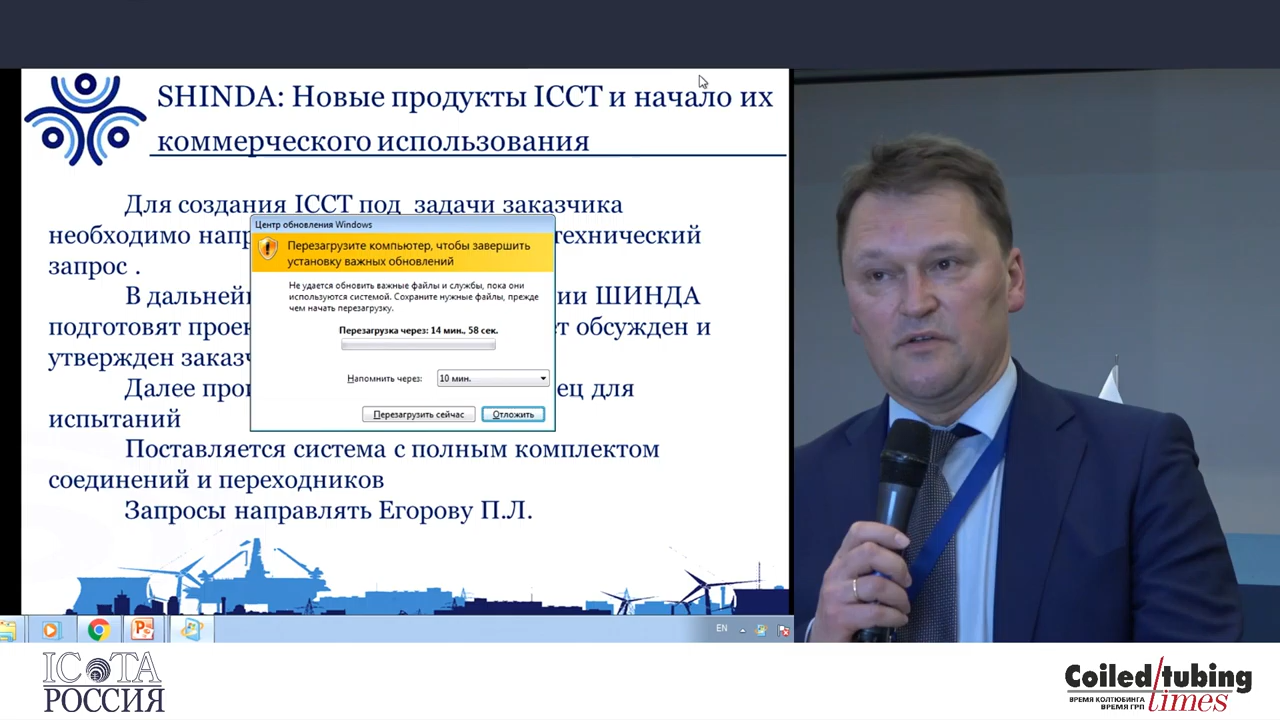 SHINDA: Новые продукты ICCT и начало их
коммерческого использования
Для создания ICCT под задачи заказчика
необходимо напр
технический
запрос .
В дальней
ии ШИНДА
подготовят проек
т обсужден и
утвержден заказч
Далее про
ец для
испытаний
Поставляется система с полным комплектом
соединений и переходников
Запросы направлять Егорову П.Л.
Центр обновления Windows
Перезагрузите компьютер, чтобы завершить
установку важных обновлений
Не удается обновить важные файлы и службы, пока они
используются системой. Сохраните нужные файлы, прежде
чем начать перезагрузку.
Перезагрузка через: 14 мин., 58 сек.
Напомнить через:
10 мин.
Перезагрузить сейчас
Отложить
EN
ICOTA
РОССИЯ
Coiled/tubing
times
ВРЕМЯ КОЛТЮБИНГА
ВРЕМЯ ГРП